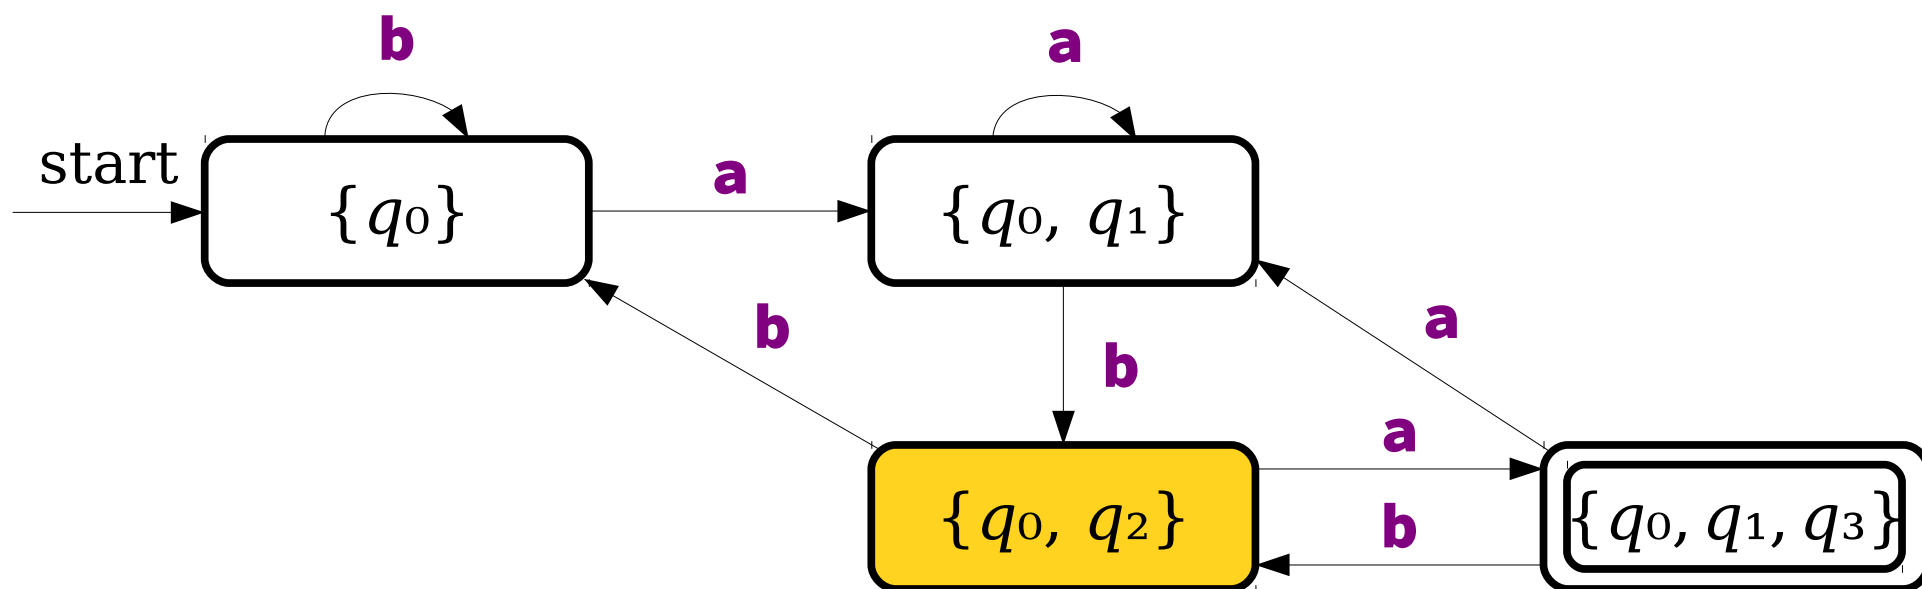 b
a
start
a
{q₀}
{q₀, q₁}
b
a
b
a
{q₀, q₂}
b
{q₀, q₁, q₃}